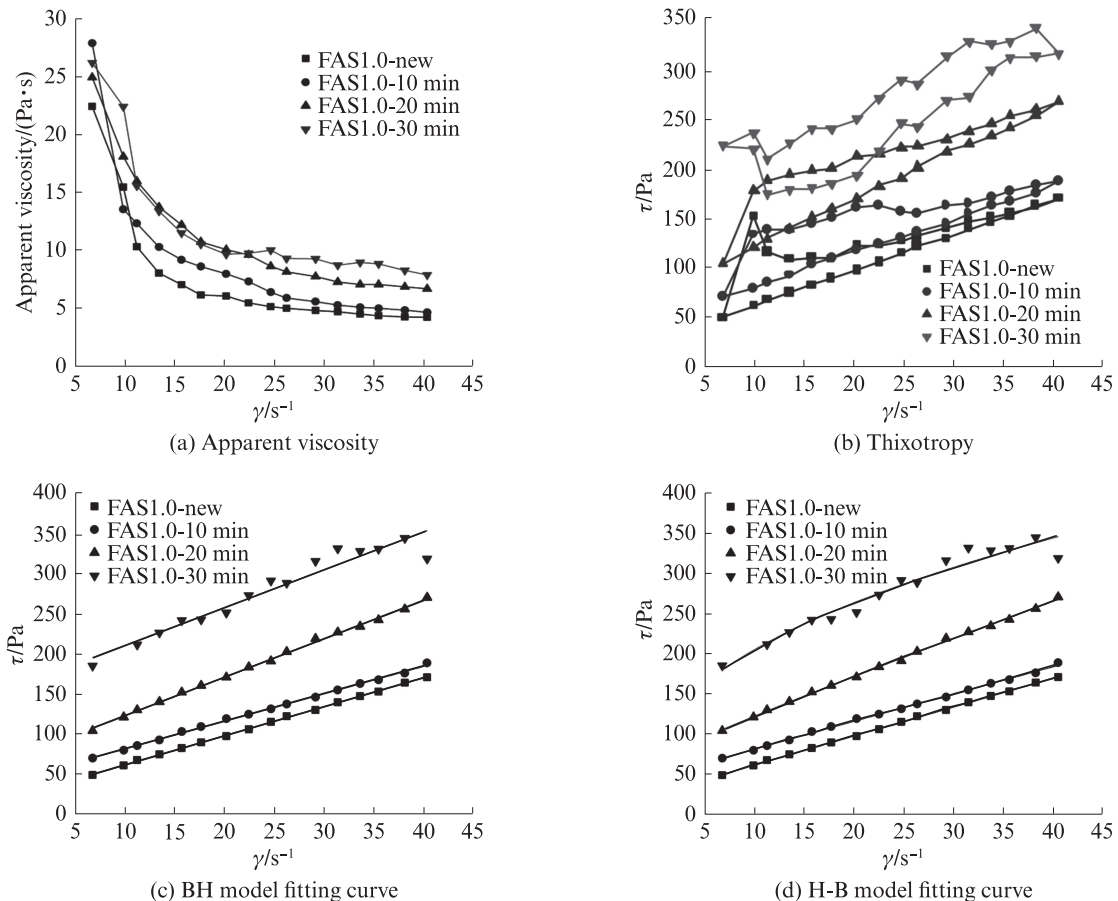 30
25
20
15
10
5
0
Apparent viscosity/(Pa·s)
FAS1.0-new
FAS1.0-10 min
FAS1.0-20 min
FAS1.0-30 min
5 10 15 20 25 30 35 40 45
γ/s⁻¹
(a) Apparent viscosity
350
300
250
200
150
100
50
0
τ/Pa
FAS1.0-new
FAS1.0-10 min
FAS1.0-20 min
FAS1.0-30 min
5 10 15 20 25 30 35 40 45
γ/s⁻¹
(b) Thixotropy
400
350
300
250
200
150
100
50
0
τ/Pa
FAS1.0-new
FAS1.0-10 min
FAS1.0-20 min
FAS1.0-30 min
5 10 15 20 25 30 35 40 45
γ/s⁻¹
(c) BH model fitting curve
400
350
300
250
200
150
100
50
0
τ/Pa
FAS1.0-new
FAS1.0-10 min
FAS1.0-20 min
FAS1.0-30 min
5 10 15 20 25 30 35 40 45
γ/s⁻¹
(d) H-B model fitting curve